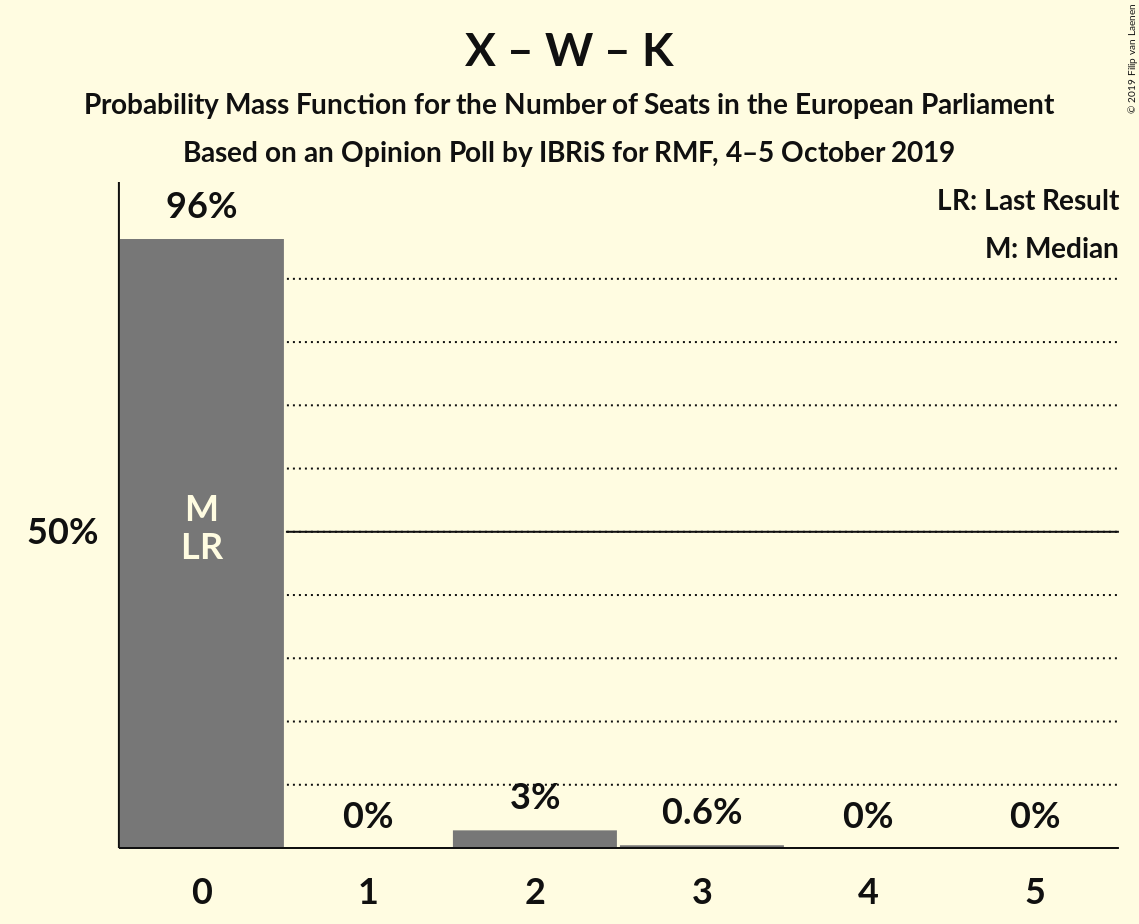 X – W – K
Probability Mass Function for the Number of Seats in the European Parliament
Based on an Opinion Poll by IBRiS for RMF, 4–5 October 2019
© 2019 Filip van Laenen
LR: Last Result
M: Median
96%
M
LR
50%
0%
3%
0.6%
0%
0%
0
1
2
3
4
5